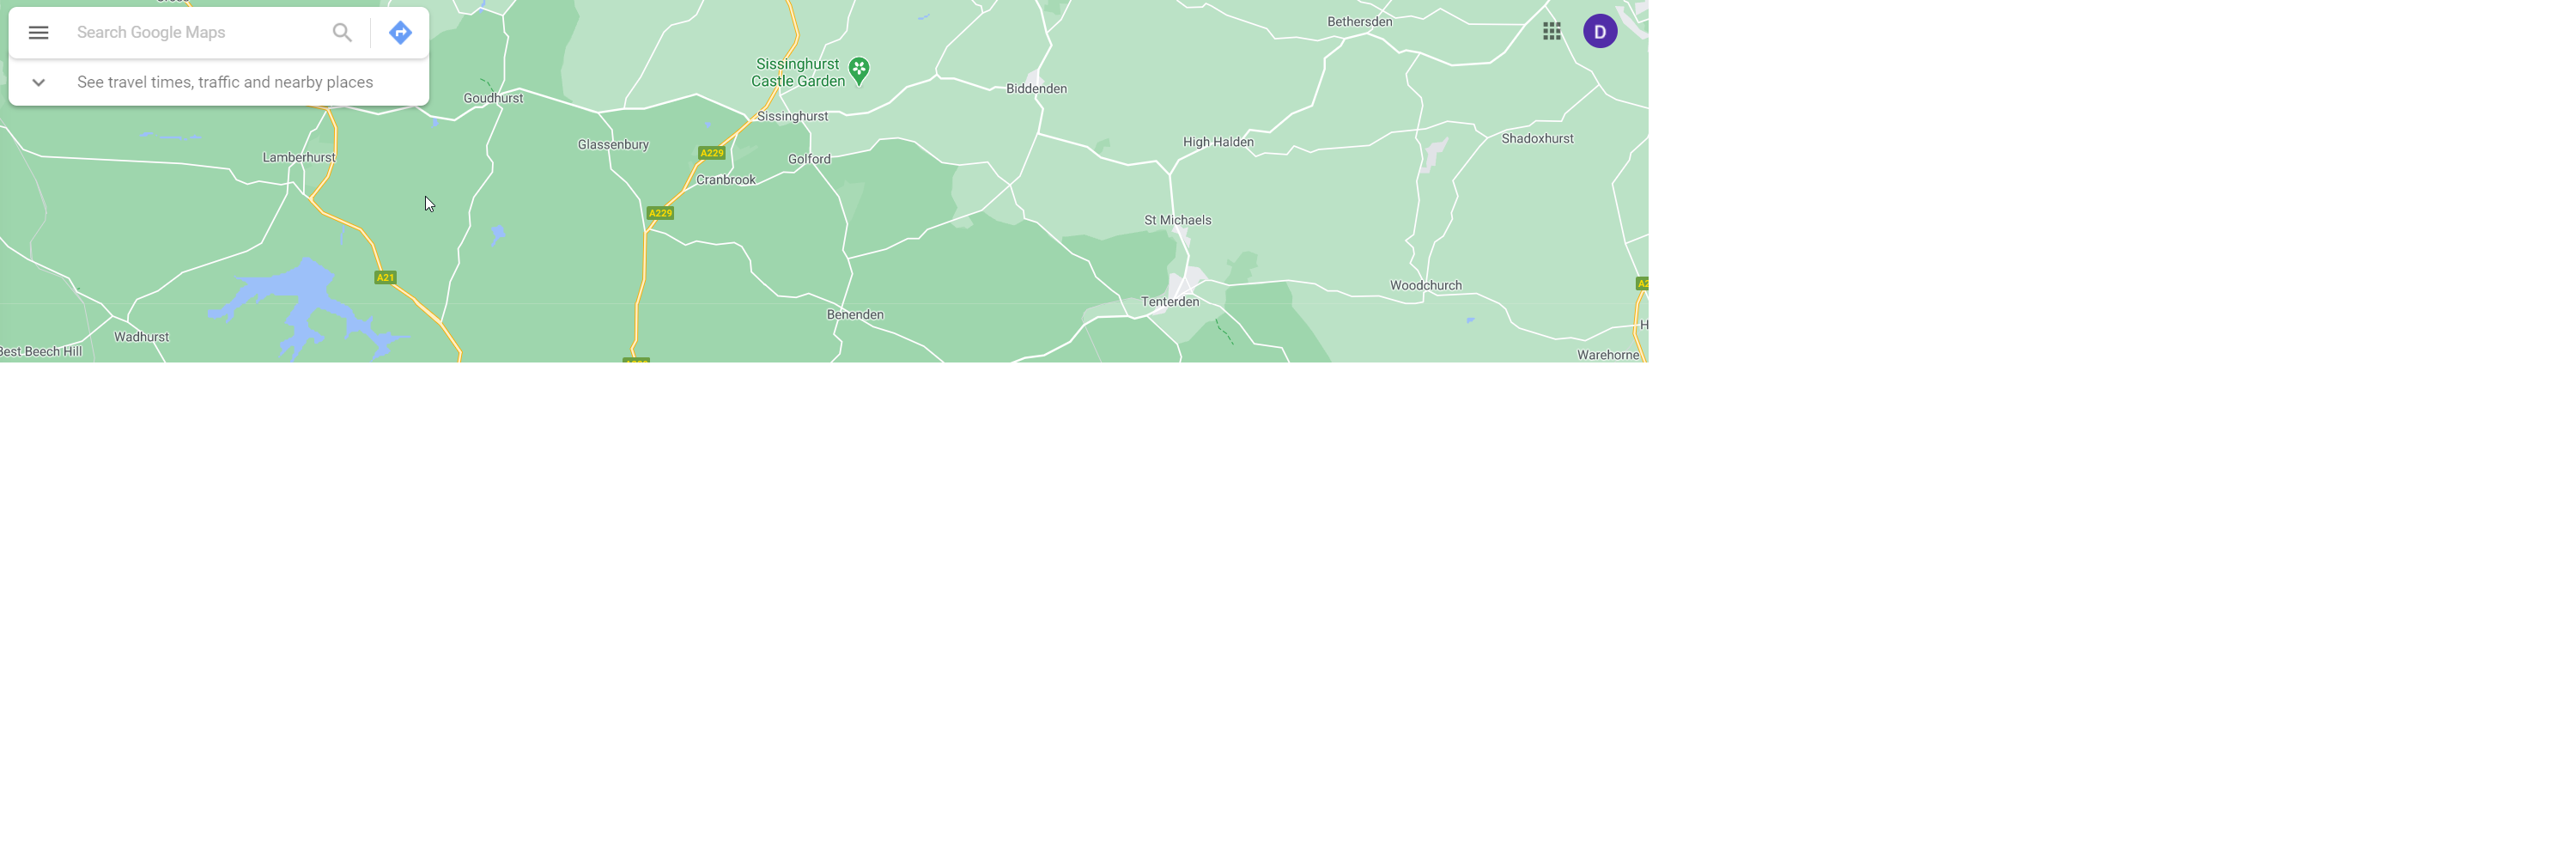 Search Google Maps
See travel times, traffic and nearby places
D
Bethersden
Sissinghurst
Castle Garden
Biddenden
Goudhurst
Sissinghurst
Glassenbury
High Halden
Shadoxhurst
A229
Lamberhurst
Golford
Cranbrook
A229
St Michaels
A21
Woodchurch
Tenterden
Benenden
Wadhurst
Best Beech Hill
Warehorne